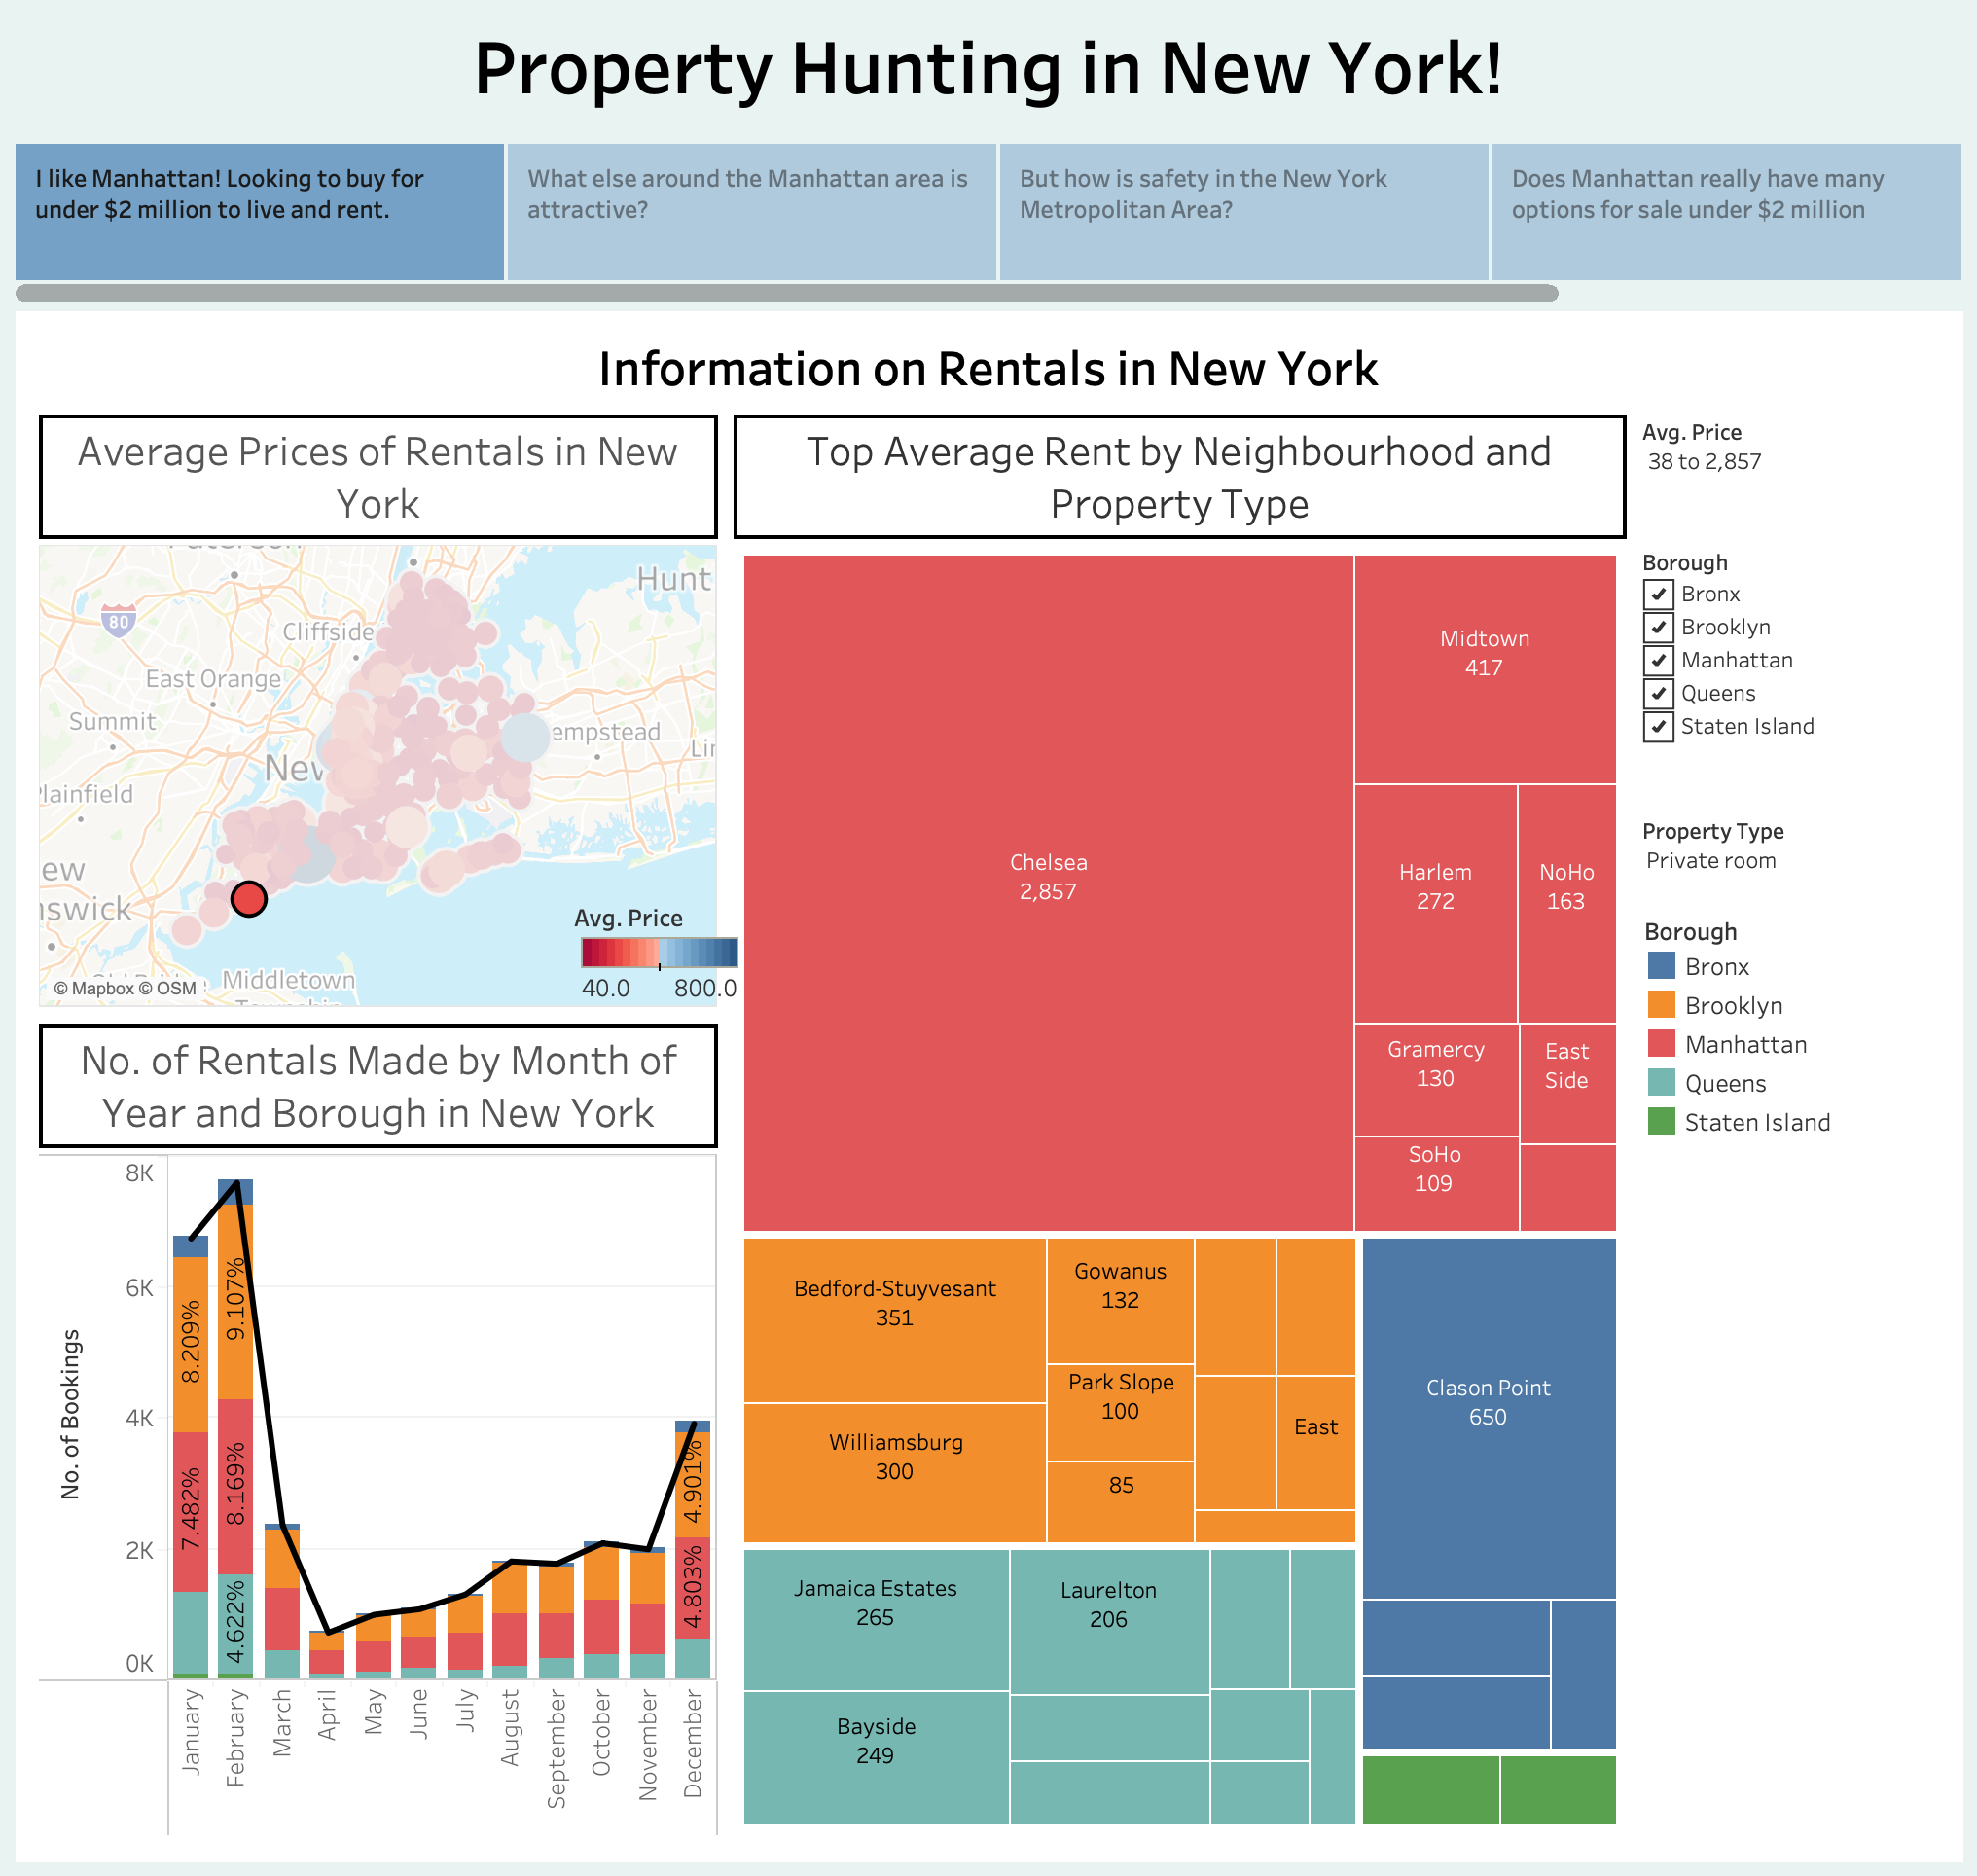 Property Hunting in New York!
I like Manhattan! Looking to buy for
under $2 million to live and rent.
What else around the Manhattan area is
attractive?
But how is safety in the New York
Metropolitan Area?
Does Manhattan really have many
options for sale under $2 million
Information on Rentals in New York
Average Prices of Rentals in New
York
Hunt
80
Cliffside
East Orange
Summit
empstead
New
Plainfield
ew
nswick
Middletown
Avg. Price
40.0
800.0
© Mapbox © OSM
No. of Rentals Made by Month of
Year and Borough in New York
No. of Bookings
8K
6K
4K
2K
0K
8.209%
7.482%
9.107%
8.169%
4.622%
4.901%
4.803%
January
February
March
April
May
June
July
August
September
October
November
December
Top Average Rent by Neighbourhood and
Property Type
Chelsea
2,857
Midtown
417
Harlem
272
NoHo
163
Gramercy
130
East
Side
SoHo
109
Bedford-Stuyvesant
351
Gowanus
132
Park Slope
100
Williamsburg
300
85
East
Clason Point
650
Jamaica Estates
265
Laurelton
206
Bayside
249
Avg. Price
38 to 2,857
Borough
Bronx
Brooklyn
Manhattan
Queens
Staten Island
Property Type
Private room
Borough
Bronx
Brooklyn
Manhattan
Queens
Staten Island